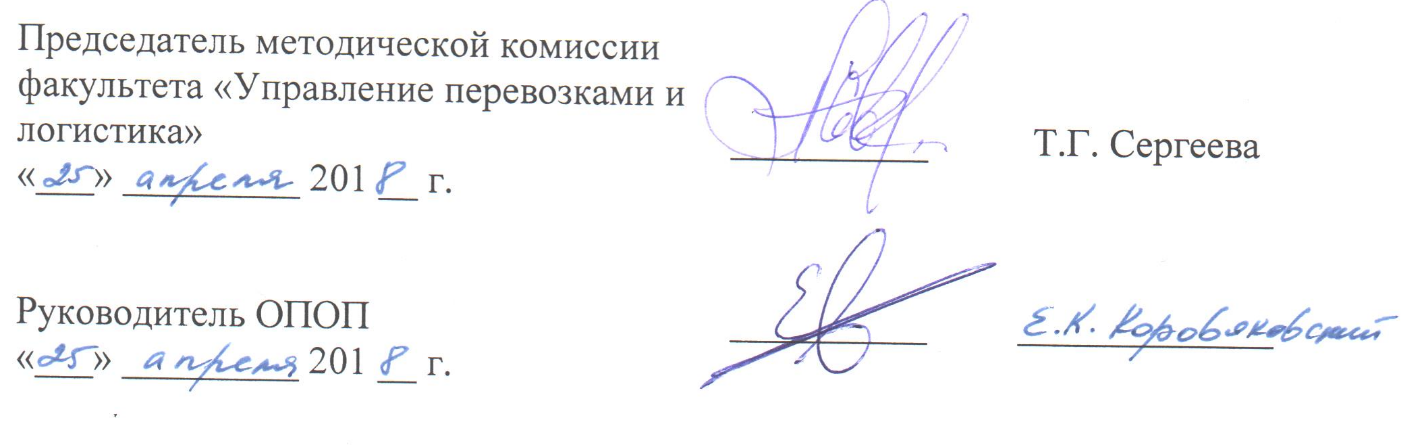 Председатель методической комиссии
факультета «Управление перевозками и
логистика» Т.Г. Сергеева
«25» апреля 2018 г.
Руководитель ОПОП Е.К. Коровяковский
«25» апреля 2018 г.